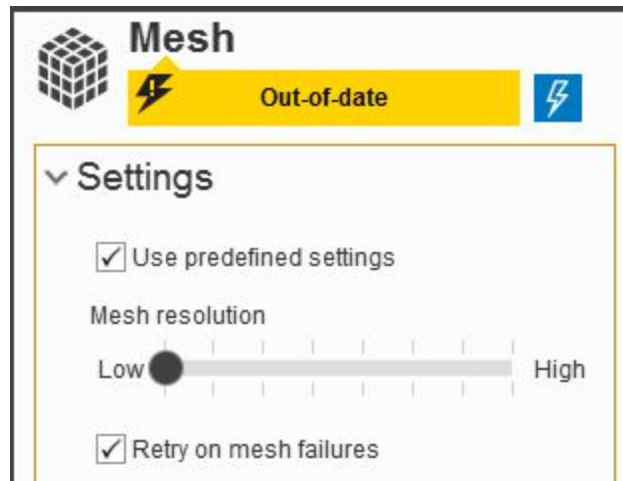 Mesh
Out-of-date
Settings
Use predefined settings
Mesh resolution
Low High
Retry on mesh failures